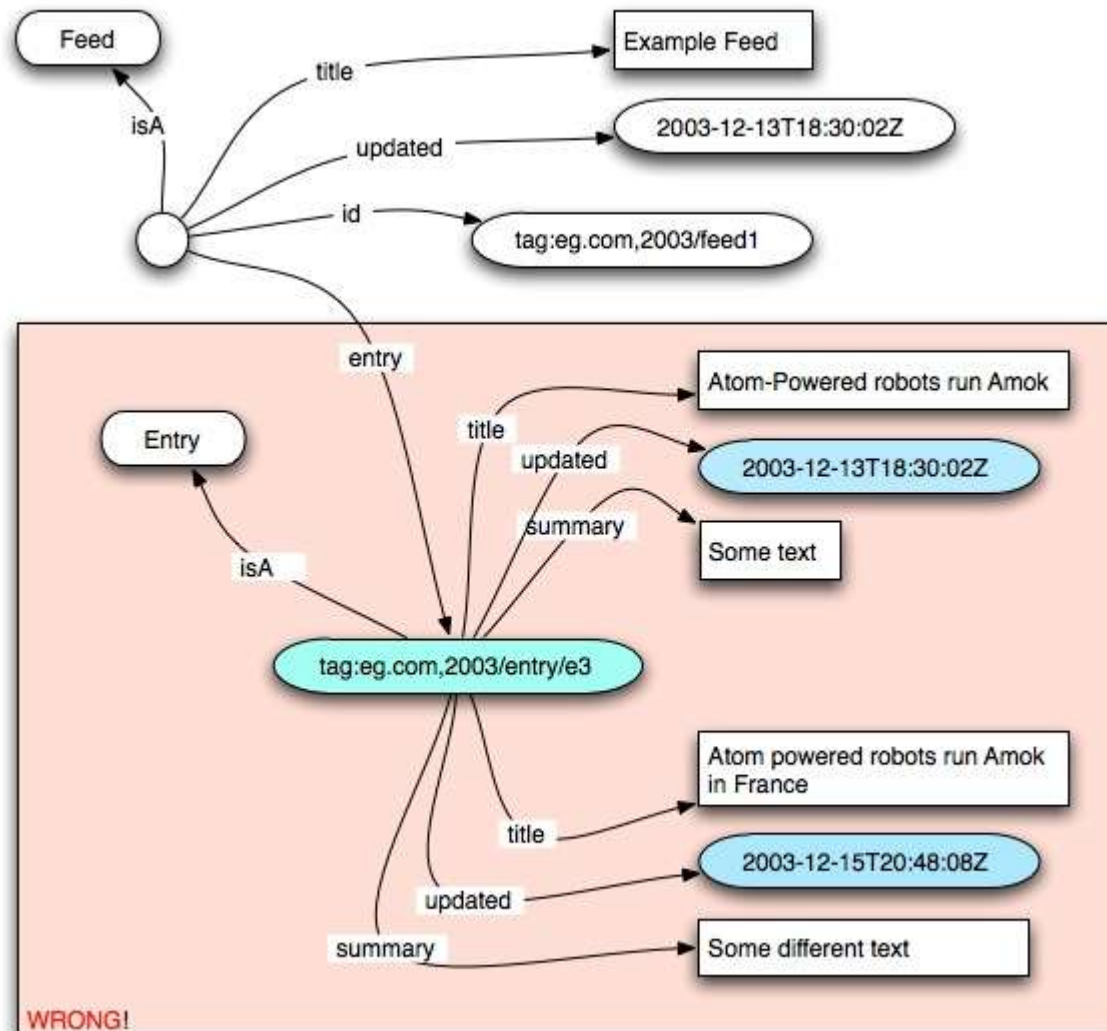 Feed
title
Example Feed
isA
updated
2003-12-13T18:30:02Z
id
tag:eg.com,2003/feed1
entry
Atom-Powered robots run Amok
Entry
title
updated
2003-12-13T18:30:02Z
summary
Some text
isA
tag:eg.com,2003/entry/e3
Atom powered robots run Amok
in France
title
2003-12-15T20:48:08Z
updated
summary
Some different text
WRONG!